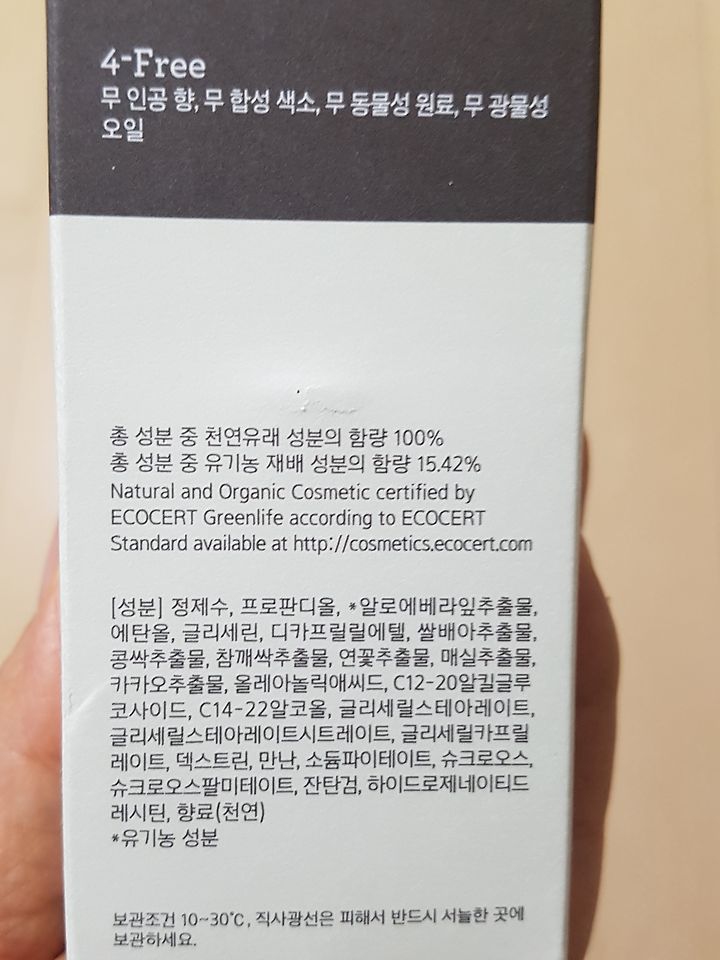 4-Free
무 인공 향, 무 합성 색소, 무 동물성 원료, 무 광물성
오일
총 성분 중 천연유래 성분의 함량 100%
총 성분 중 유기농 재배 성분의 함량 15.42%
Natural and Organic Cosmetic certified by
ECOCERT Greenlife according to ECOCERT
Standard available at http://cosmetics.ecocert.com
[성분] 정제수, 프로판디올, *알로에베라잎추출물,
에탄올, 글리세린, 디카프릴릴에텔, 쌀배아추출물,
콩싹추출물, 참깨싹추출물, 연꽃추출물, 매실추출물,
카카오추출물, 올레아놀릭애씨드, C12-20알킬글루
코사이드, C14-22알코올, 글리세릴스테아레이트,
글리세릴스테아레이트시트레이트, 글리세릴카프릴
레이트, 덱스트린, 만난, 소듐파이테이트, 슈크로오스,
슈크로오스팔미테이트, 잔탄검, 하이드로제네이티드
레시틴, 향료(천연)
*유기농 성분
보관조건 10~30℃, 직사광선은 피해서 반드시 서늘한 곳에
보관하세요.